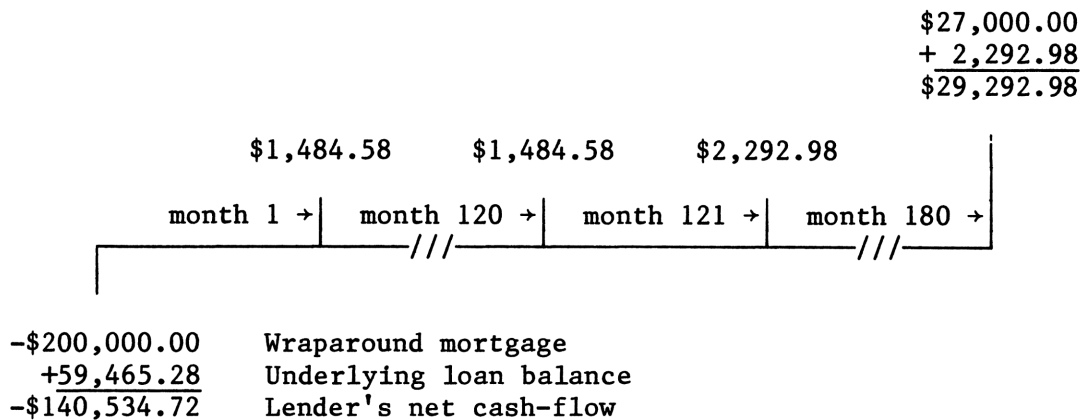 $27,000.00
+ 2,292.98
$29,292.98
$1,484.58 $1,484.58 $2,292.98
month 1 → month 120 → month 121 → month 180 →
///  ///
-$200,000.00 Wraparound mortgage
+59,465.28 Underlying loan balance
-$140,534.72 Lender's net cash-flow